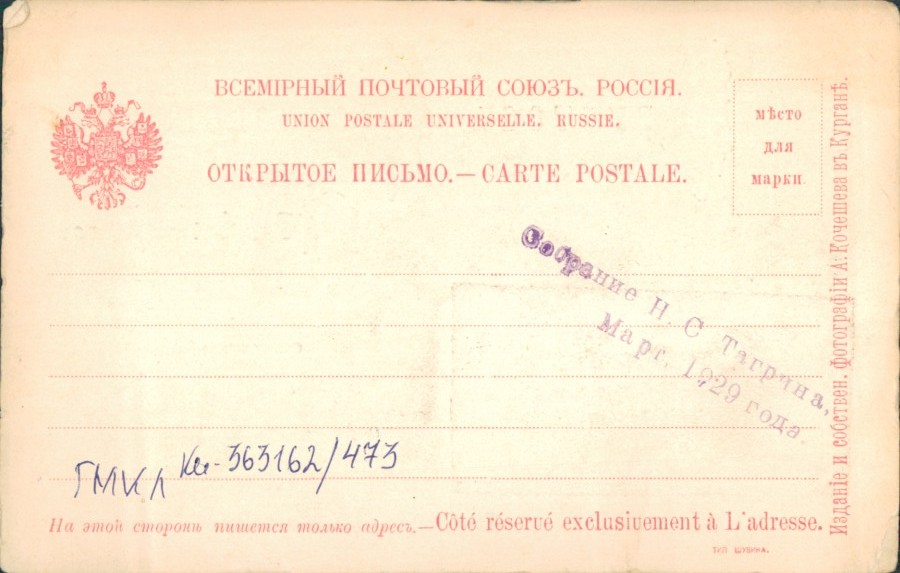 ВСЕМІРНЫЙ ПОЧТОВЫЙ СОЮЗЪ. РОССІЯ.
UNION POSTALE UNIVERSELLE. RUSSIE.
ОТКРЫТОЕ ПИСЬМО.—CARTE POSTALE.
мѣсто
для
марки.
Собрание Н. С Тагрина,
Март, 1929 года.
ГМИСПб Кп-363162/473
На этой сторонѣ пишется только адресъ.—Côté réservé exclusivement à L'adresse.
ТИП. ШУБИНА.
Изданіе и собствен. фотографіи А. Кочешева въ Курганѣ.